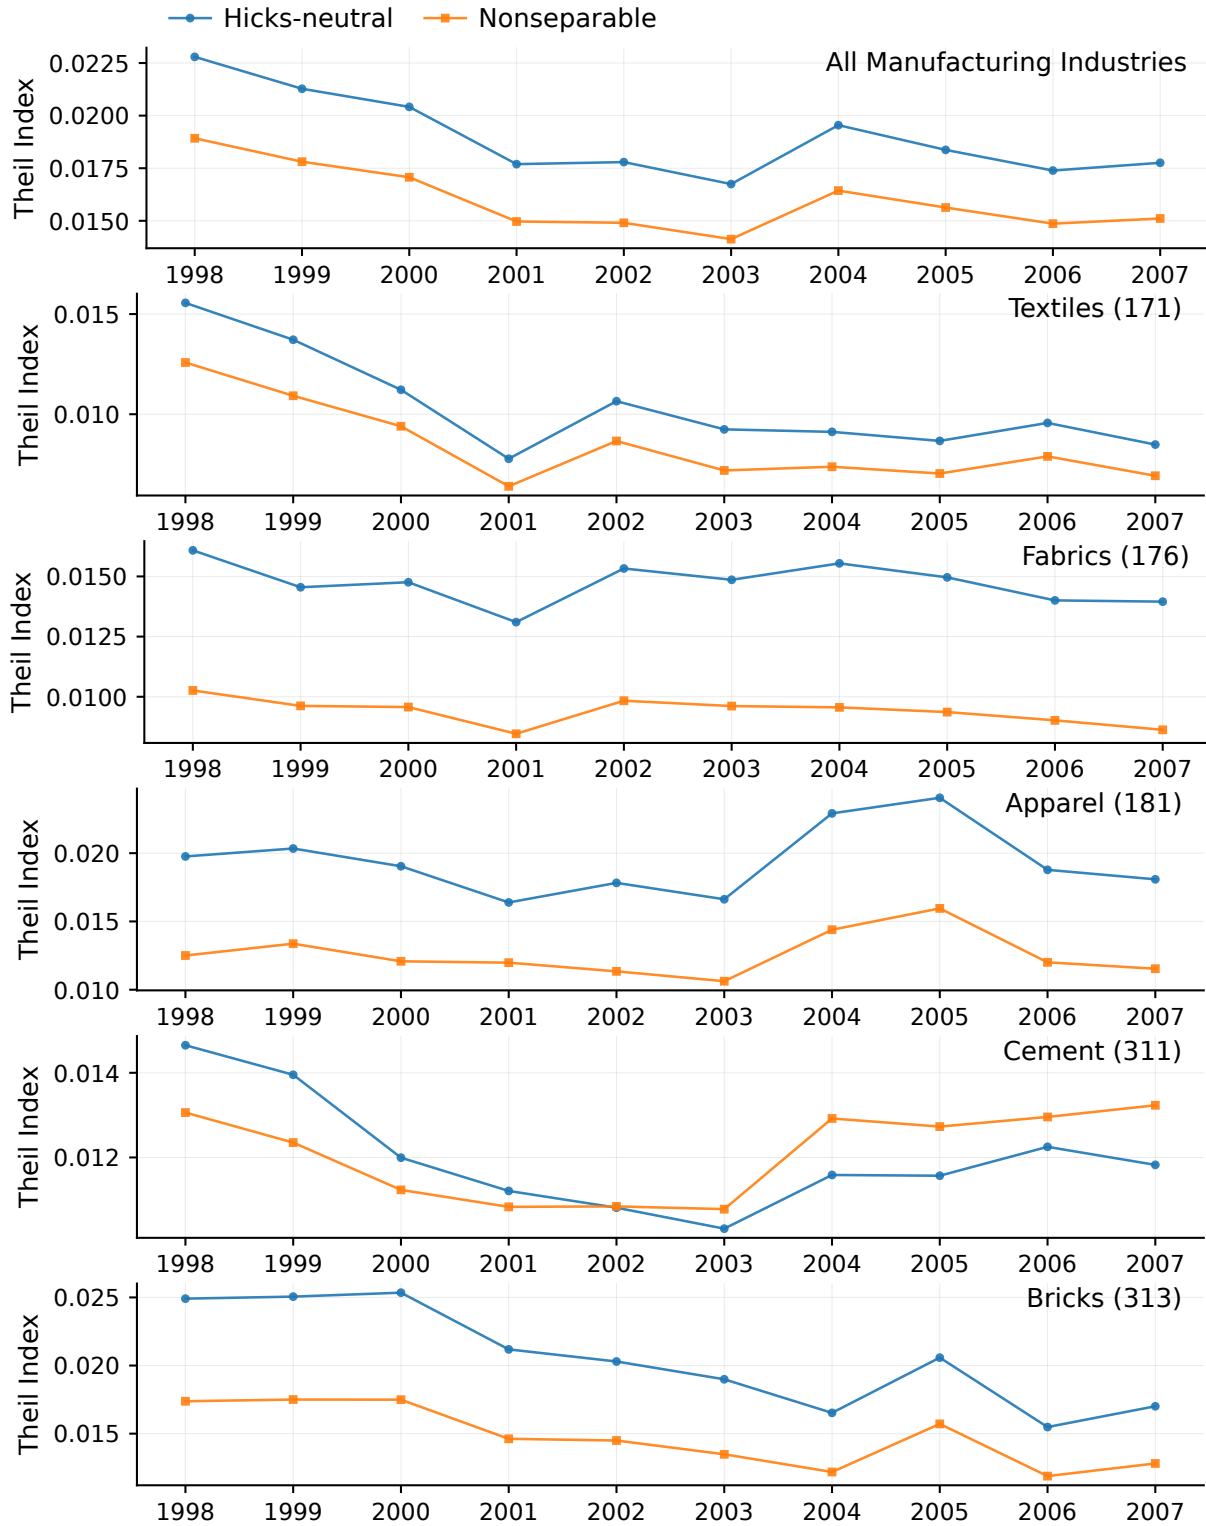 Hicks-neutral Nonseparable
All Manufacturing Industries
Theil Index
0.0225
0.0200
0.0175
0.0150
1998 1999 2000 2001 2002 2003 2004 2005 2006 2007
Textiles (171)
Theil Index
0.015
0.010
1998 1999 2000 2001 2002 2003 2004 2005 2006 2007
Fabrics (176)
Theil Index
0.0150
0.0125
0.0100
1998 1999 2000 2001 2002 2003 2004 2005 2006 2007
Apparel (181)
Theil Index
0.020
0.015
0.010
1998 1999 2000 2001 2002 2003 2004 2005 2006 2007
Cement (311)
Theil Index
0.014
0.012
1998 1999 2000 2001 2002 2003 2004 2005 2006 2007
Bricks (313)
Theil Index
0.025
0.020
0.015
1998 1999 2000 2001 2002 2003 2004 2005 2006 2007